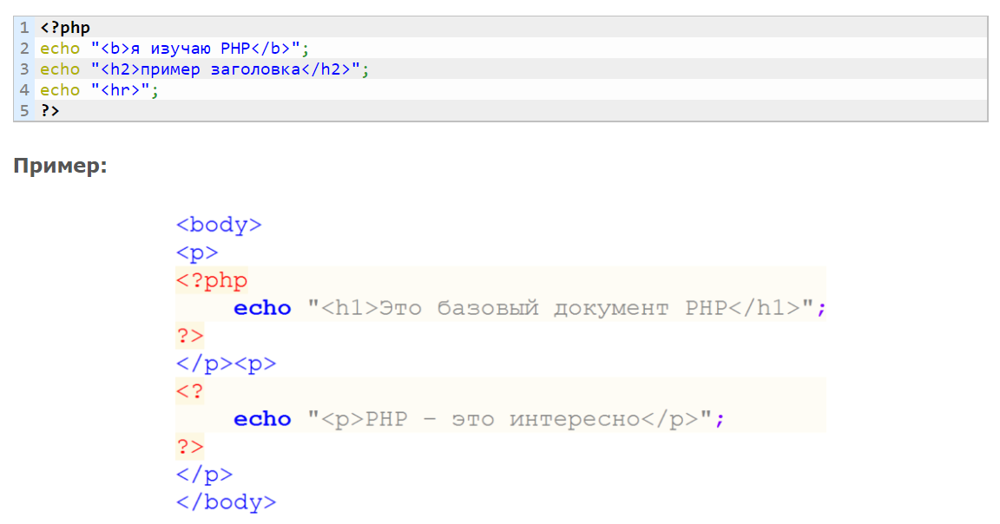 1 <?php
2 echo "<b>я изучаю PHP</b>";
3 echo "<h2>пример заголовка</h2>";
4 echo "<hr>";
5 ?>
Пример:
<body>
<p>
<?php
echo "<h1>Это базовый документ PHP</h1>";
?>
</p><p>
<?
echo "<p>PHP – это интересно</p>";
?>
</p>
</body>